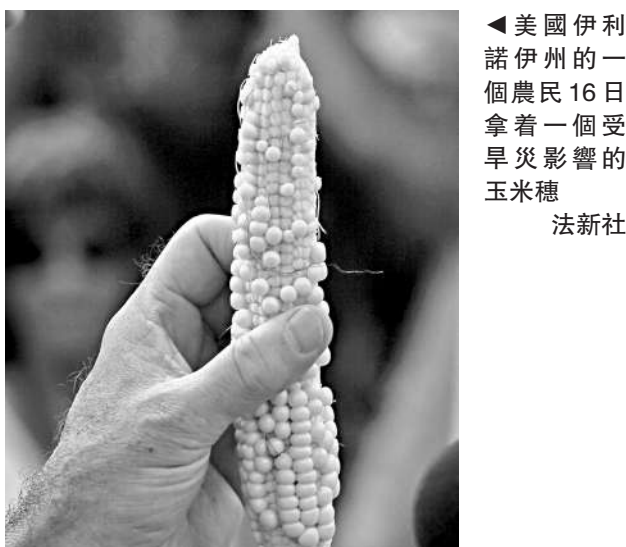 ◀美國伊利
諾伊州的一
個農民16日
拿着一個受
旱災影響的
玉米穗
法新社